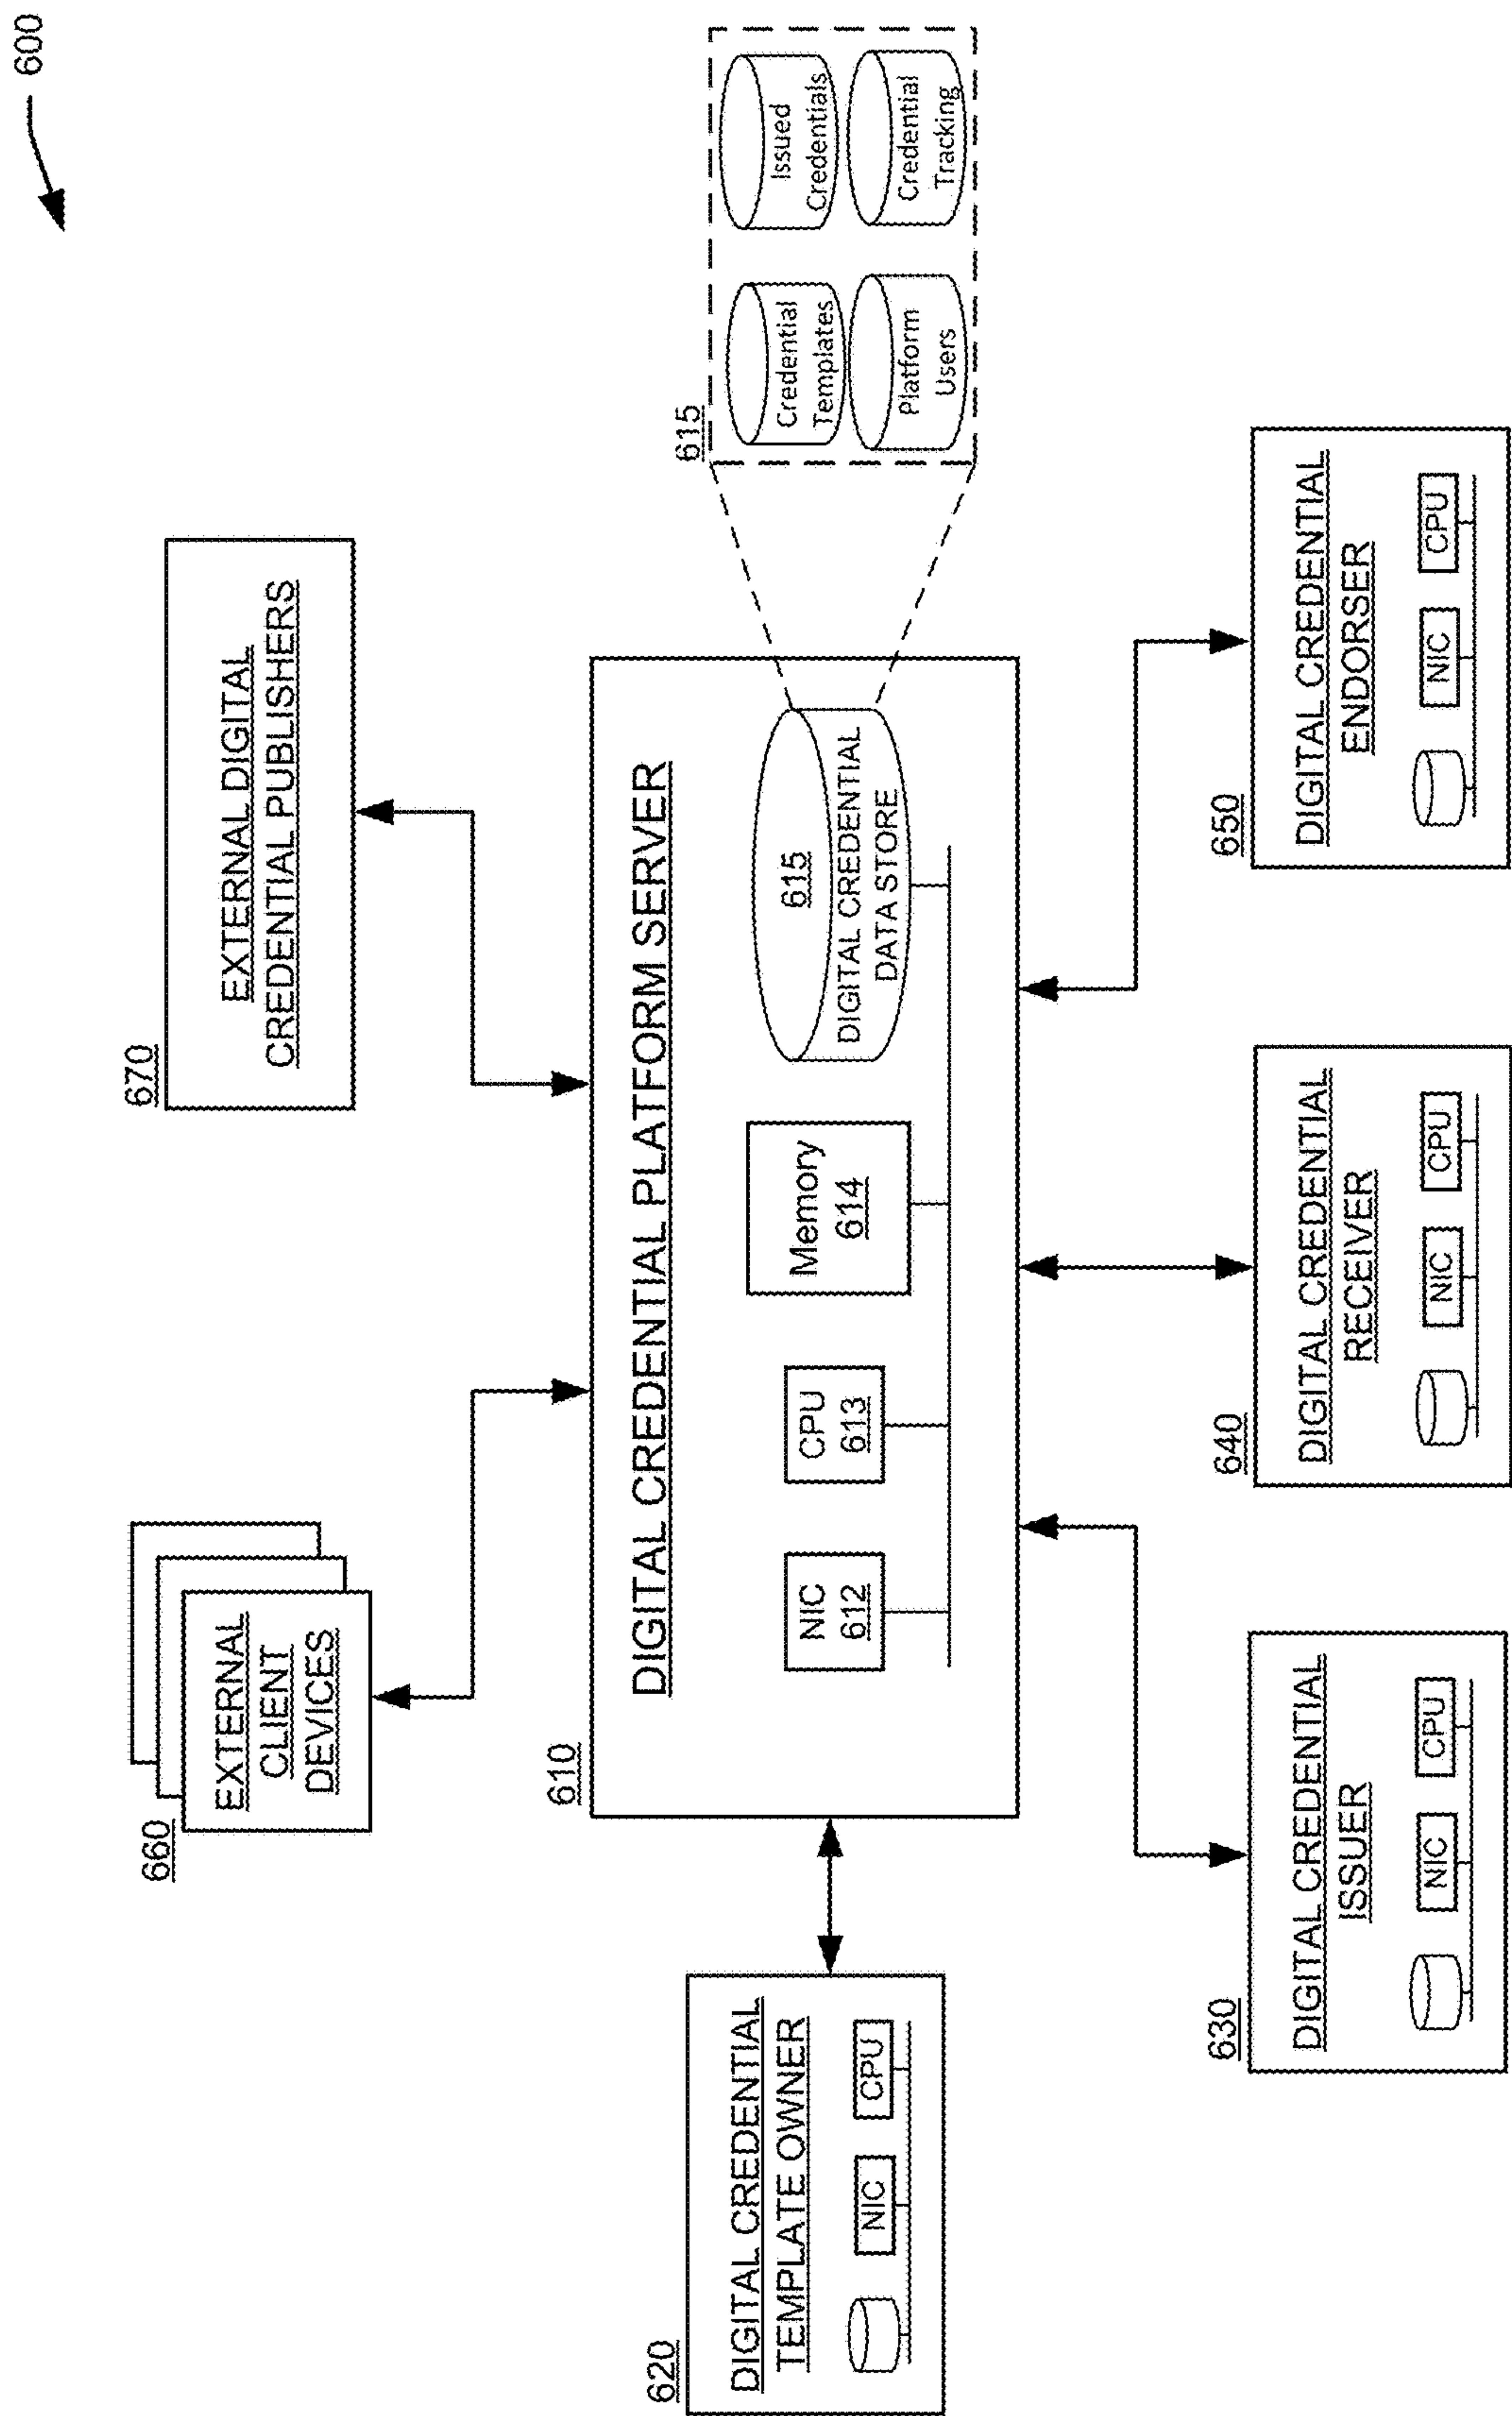 600
660
EXTERNAL
CLIENT
DEVICES
670
EXTERNAL DIGITAL
CREDENTIAL PUBLISHERS
610
DIGITAL CREDENTIAL PLATFORM SERVER
NIC
612
CPU
613
Memory
614
615
DIGITAL CREDENTIAL
DATA STORE
615
Credential
Templates
Issued
Credentials
Platform
Users
Credential
Tracking
620
DIGITAL CREDENTIAL
TEMPLATE OWNER
NIC
CPU
630
DIGITAL CREDENTIAL
ISSUER
NIC
CPU
640
DIGITAL CREDENTIAL
RECEIVER
NIC
CPU
650
DIGITAL CREDENTIAL
ENDORSER
NIC
CPU